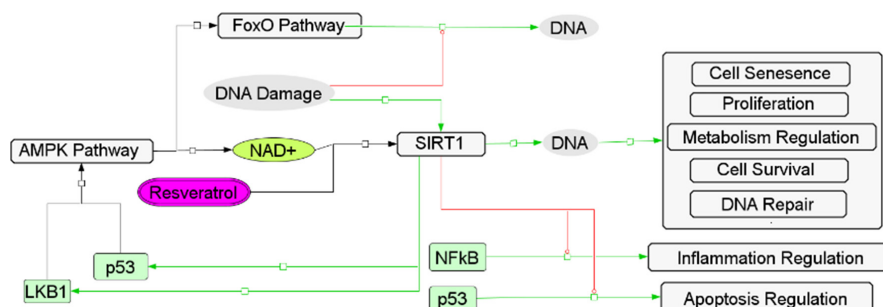 FoxO Pathway
DNA
DNA Damage
Cell Senesence
Proliferation
AMPK Pathway
NAD+
SIRT1
DNA
Metabolism Regulation
Resveratrol
Cell Survival
DNA Repair
p53
NFkB
Inflammation Regulation
LKB1
p53
Apoptosis Regulation